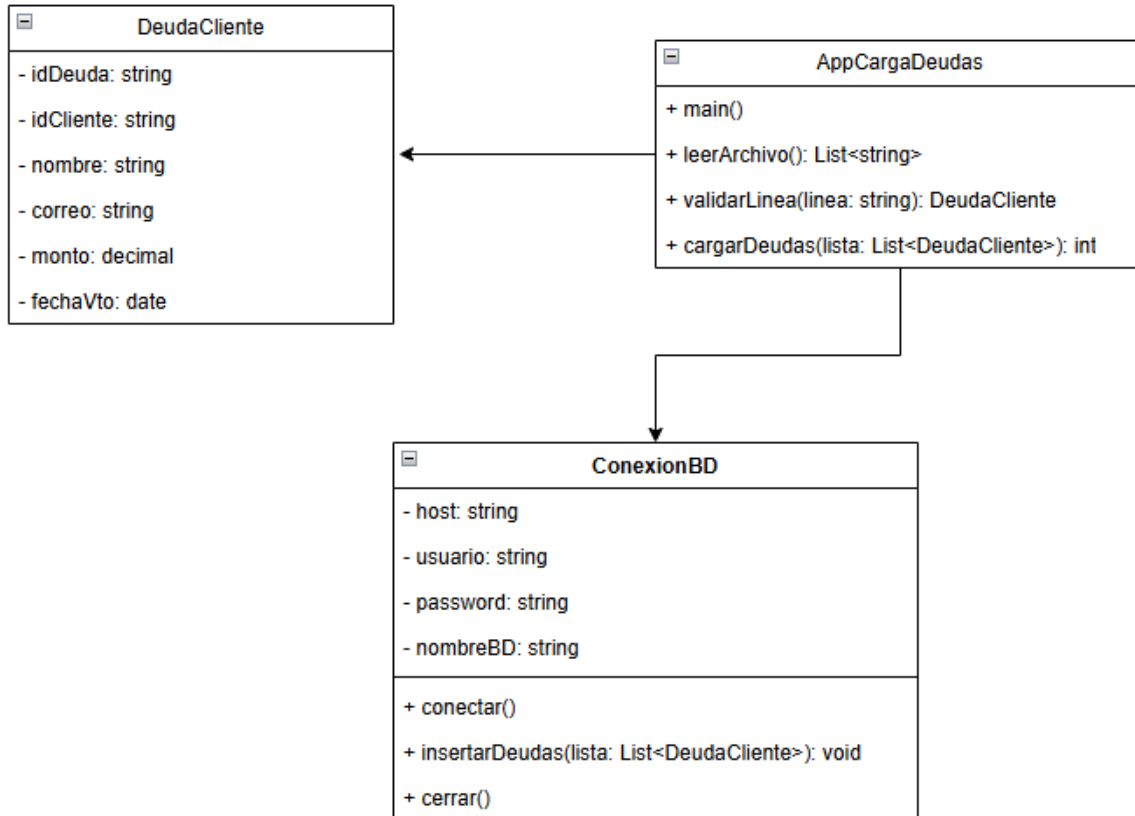 DeudaCliente
- idDeuda: string
- idCliente: string
- nombre: string
- correo: string
- monto: decimal
- fechaVto: date
AppCargaDeudas
+ main()
+ leerArchivo(): List<string>
+ validarLinea(linea: string): DeudaCliente
+ cargarDeudas(lista: List<DeudaCliente>): int
ConexionBD
- host: string
- usuario: string
- password: string
- nombreBD: string
+ conectar()
+ insertarDeudas(lista: List<DeudaCliente>): void
+ cerrar()